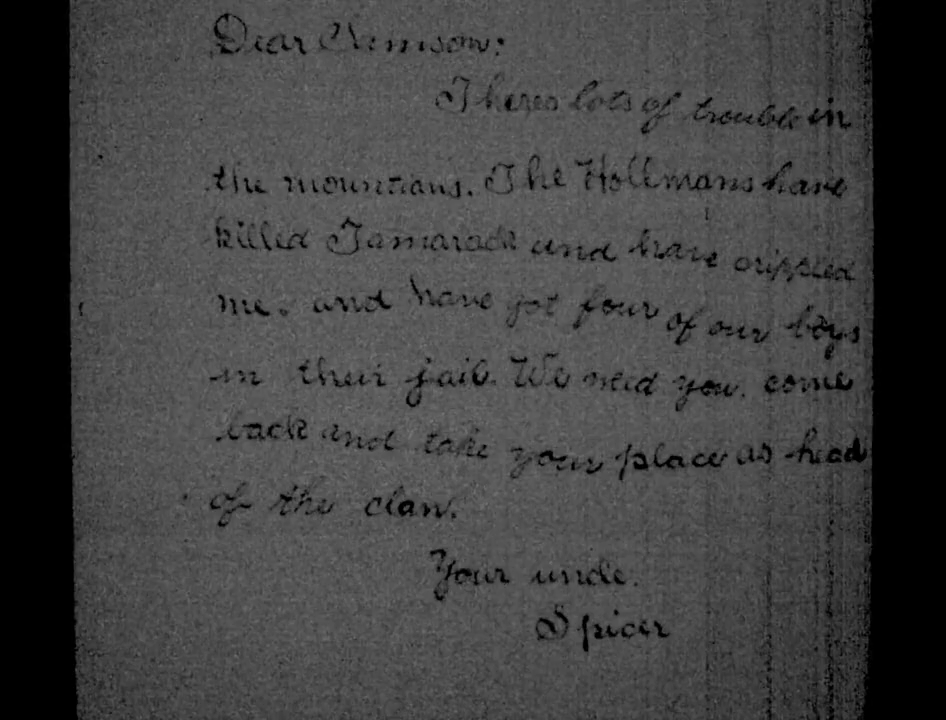 Dear Crimson:
Theres lots of trouble in
the mountians. The Hollmans have
killed Tamarack and have crippled
me. and have got four of our boys
in their jail. We need you. come
back and take your place as head
of the clan.
Your uncle.
Spicer